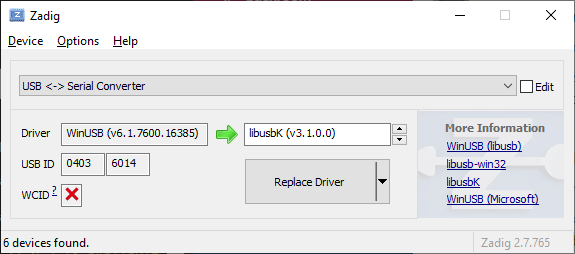 Zadig
Device Options Help
USB <-> Serial Converter
Edit
Driver WinUSB (v6.1.7600.16385) libusbK (v3.1.0.0)
USB ID 0403 6014
WCID ?
Replace Driver
More Information
WinUSB (libusb)
libusb-win32
libusbK
WinUSB (Microsoft)
6 devices found.
Zadig 2.7.765